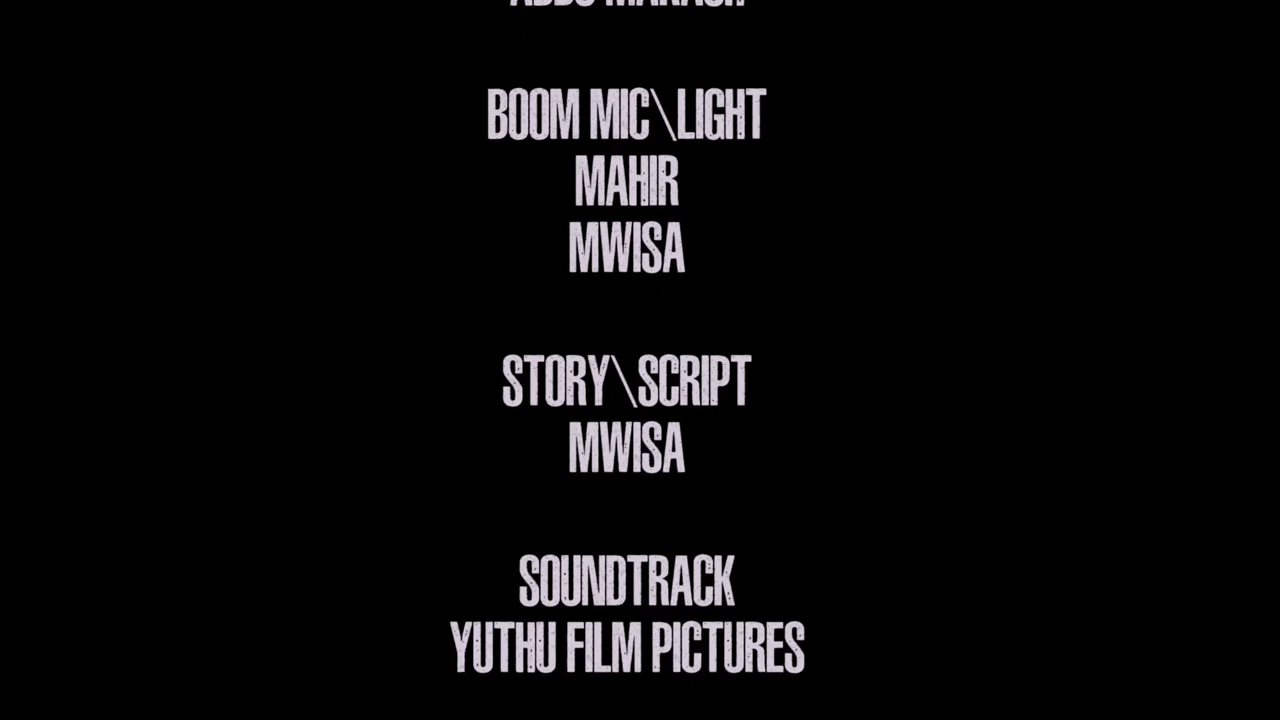 BOOM MIC\LIGHT
MAHIR
MWISA
STORY\SCRIPT
MWISA
SOUNDTRACK
YUTHU FILM PICTURES